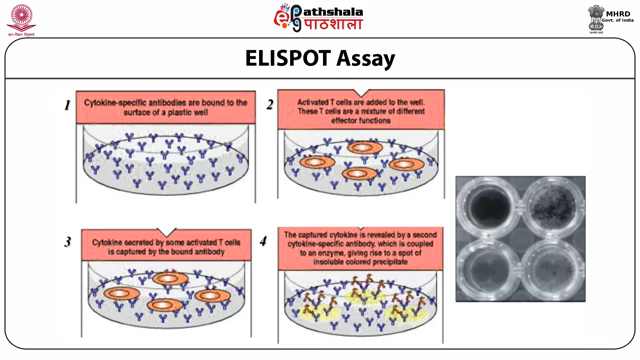 Pathshala
पाठशाला
MHRD
Govt. of India
ELISPOT Assay
1
Cytokine-specific antibodies are bound to the
surface of a plastic well
2
Activated T cells are added to the well.
These T cells are a mixture of different
effector functions
3
Cytokine secreted by some activated T cells
is captured by the bound antibody
4
The captured cytokine is revealed by a second
cytokine-specific antibody, which is coupled
to an enzyme, giving rise to a spot of
insoluble colored precipitate